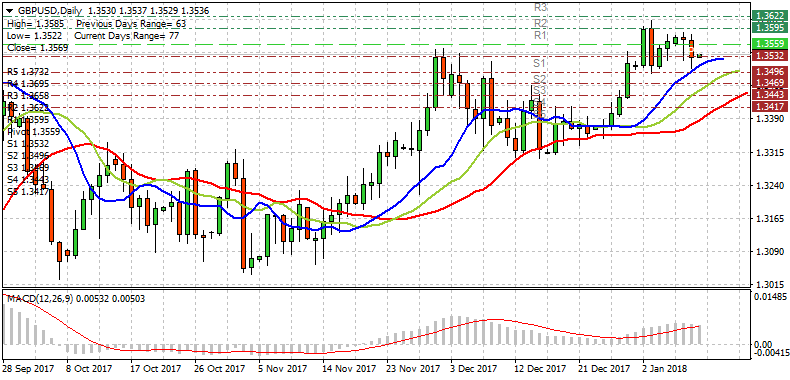 GBPUSD,Daily 1.3530 1.3537 1.3529 1.3536
High= 1.3585 Previous Days Range= 63
Low= 1.3522 Current Days Range= 77
Close= 1.3569
R5 1.3732
R4 1.3695
R3 1.3658
R2 1.3622
R1 1.3595
Pivot 1.3559
S1 1.3532
S2 1.3496
S3 1.3469
S4 1.3443
S5 1.3417
R3
R2
R1
S1
S2
S3
1.3622
1.3595
1.3559
1.3532
1.3496
1.3469
1.3443
1.3417
1.3390
1.3315
1.3240
1.3165
1.3090
1.3015
MACD(12,26,9) 0.00532 0.00503
0.01485
0.00
-0.00415
28 Sep 2017
8 Oct 2017
17 Oct 2017
26 Oct 2017
5 Nov 2017
14 Nov 2017
23 Nov 2017
3 Dec 2017
12 Dec 2017
21 Dec 2017
2 Jan 2018